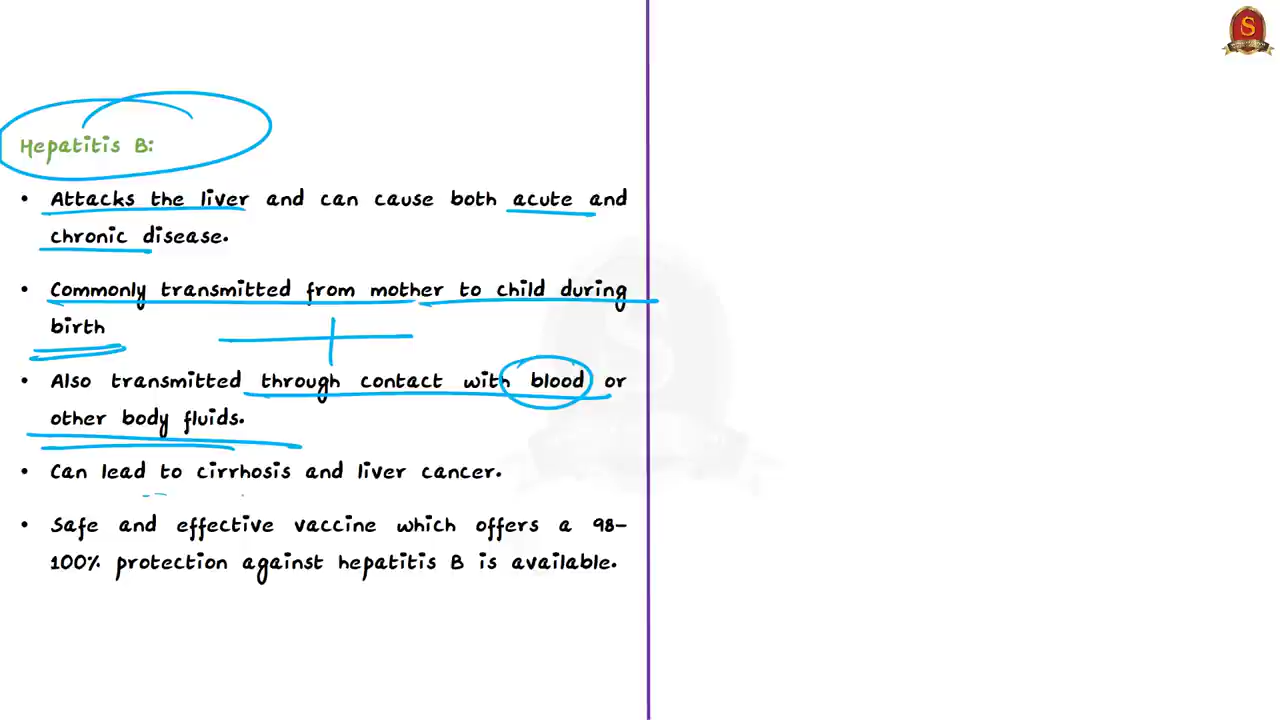 Hepatitis B:
• Attacks the liver and can cause both acute and
chronic disease.
• Commonly transmitted from mother to child during
birth
• Also transmitted through contact with blood or
other body fluids.
• Can lead to cirrhosis and liver cancer.
• Safe and effective vaccine which offers a 98-
100% protection against hepatitis B is available.
S